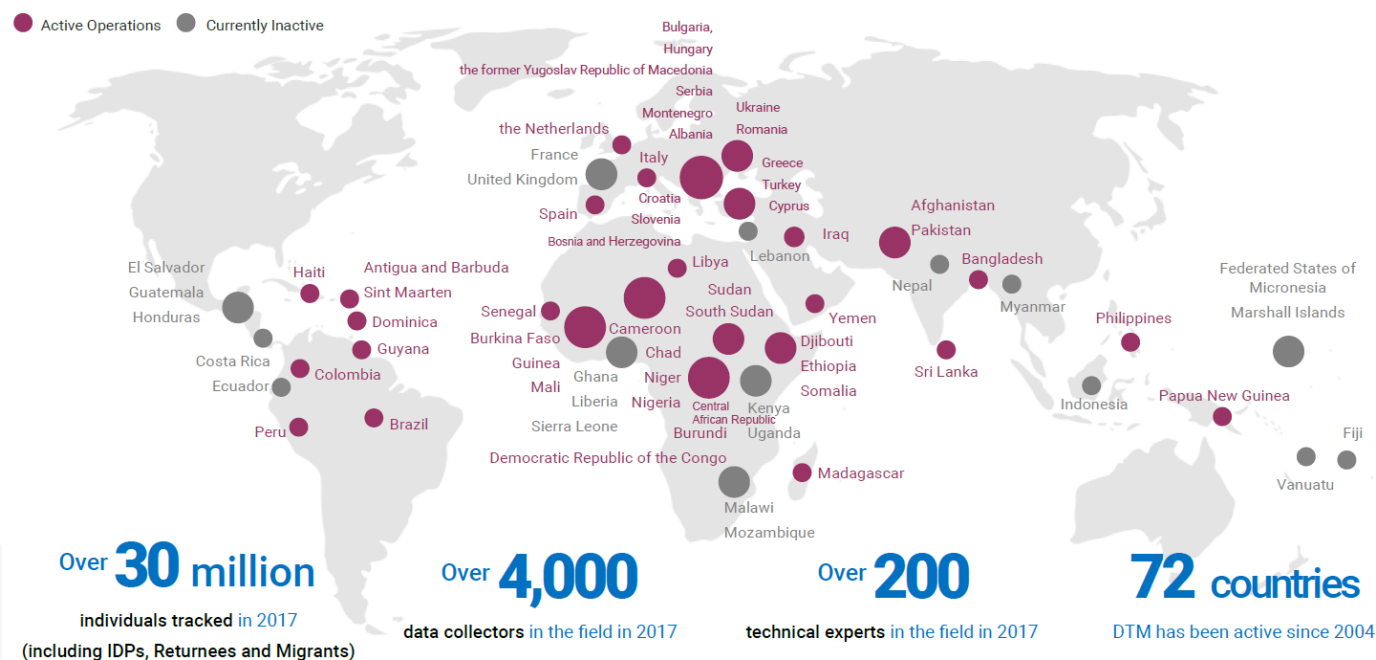 Active Operations
Currently Inactive
Bulgaria,
Hungary
the former Yugoslav Republic of Macedonia
Serbia
Montenegro
Albania
Ukraine
Romania
the Netherlands
France
United Kingdom
Italy
Greece
Turkey
Cyprus
Spain
Croatia
Slovenia
Bosnia and Herzegovina
Lebanon
Iraq
Afghanistan
Pakistan
Nepal
Bangladesh
Myanmar
El Salvador
Guatemala
Honduras
Haiti
Antigua and Barbuda
Sint Maarten
Dominica
Guyana
Costa Rica
Ecuador
Colombia
Peru
Brazil
Libya
Sudan
South Sudan
Senegal
Burkina Faso
Guinea
Mali
Cameroon
Chad
Niger
Nigeria
Ghana
Liberia
Sierra Leone
Central
African Republic
Burundi
Democratic Republic of the Congo
Kenya
Uganda
Yemen
Djibouti
Ethiopia
Somalia
Madagascar
Malawi
Mozambique
Sri Lanka
Philippines
Indonesia
Papua New Guinea
Federated States of
Micronesia
Marshall Islands
Fiji
Vanuatu
Over 30 million
individuals tracked in 2017
(including IDPs, Returnees and Migrants)
Over 4,000
data collectors in the field in 2017
Over 200
technical experts in the field in 2017
72 countries
DTM has been active since 2004